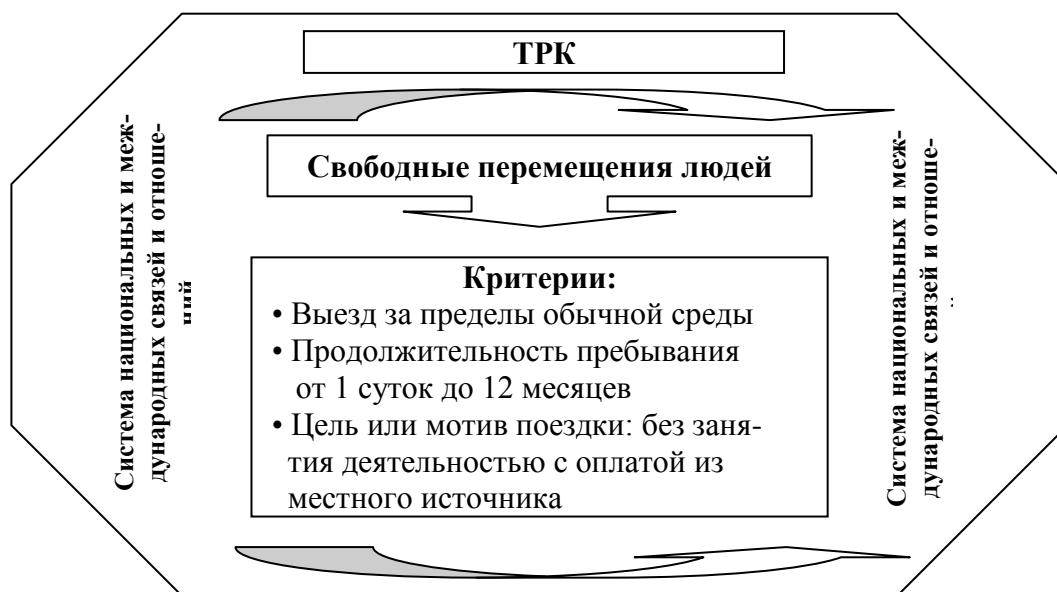 ТРК
Свободные перемещения людей
Критерии:
• Выезд за пределы обычной среды
• Продолжительность пребывания
от 1 суток до 12 месяцев
• Цель или мотив поездки: без заня-
тия деятельностью с оплатой из
местного источника
Система национальных и меж-
дународных связей и отноше-
ний
Система национальных и меж-
дународных связей и отноше-